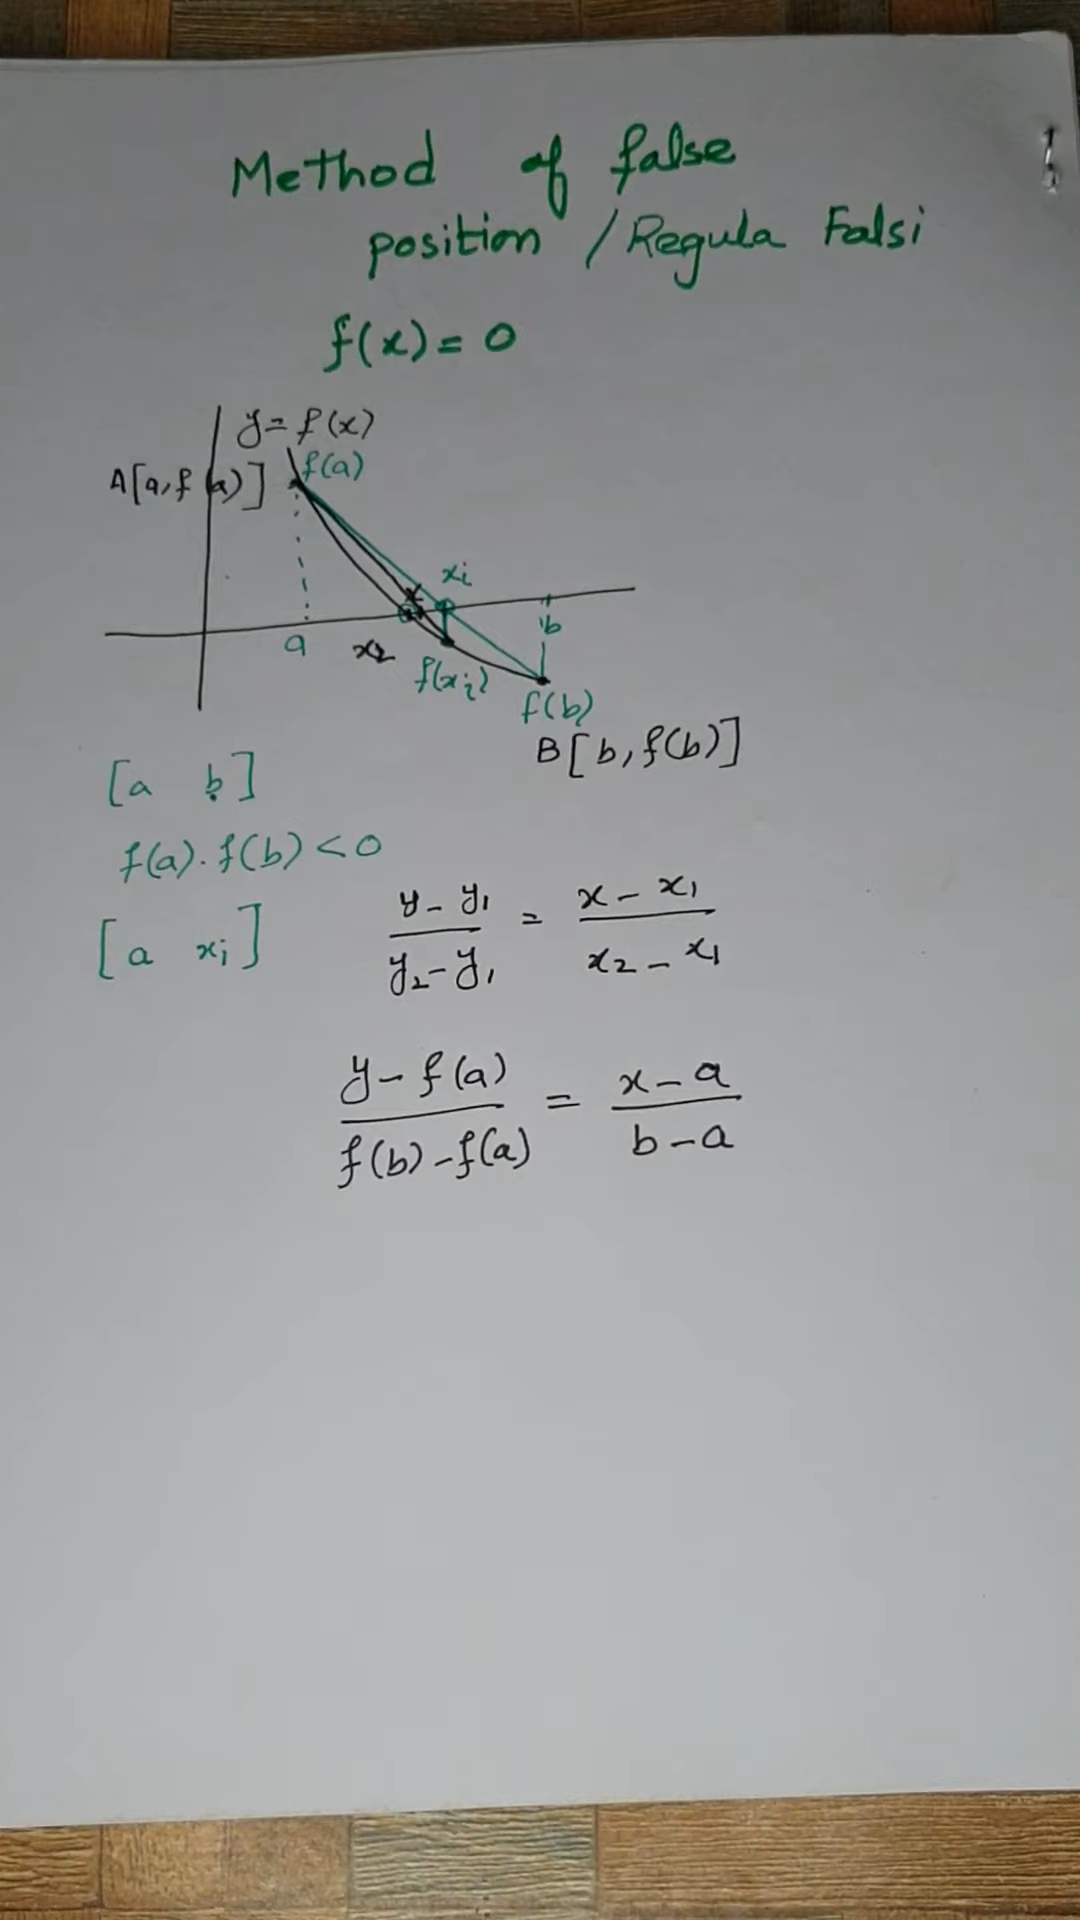 Method of false
position / Regula Falsi
f(x) = 0
y = f(x)
A[a, f(a)]
f(a)
xi
a
x2
b
f(xi)
f(b)
B[b, f(b)]
[a b]
f(a). f(b) < 0
[a xi]
y - y1 / y2 - y1 = x - x1 / x2 - x1
y - f(a) / f(b) - f(a) = x - a / b - a